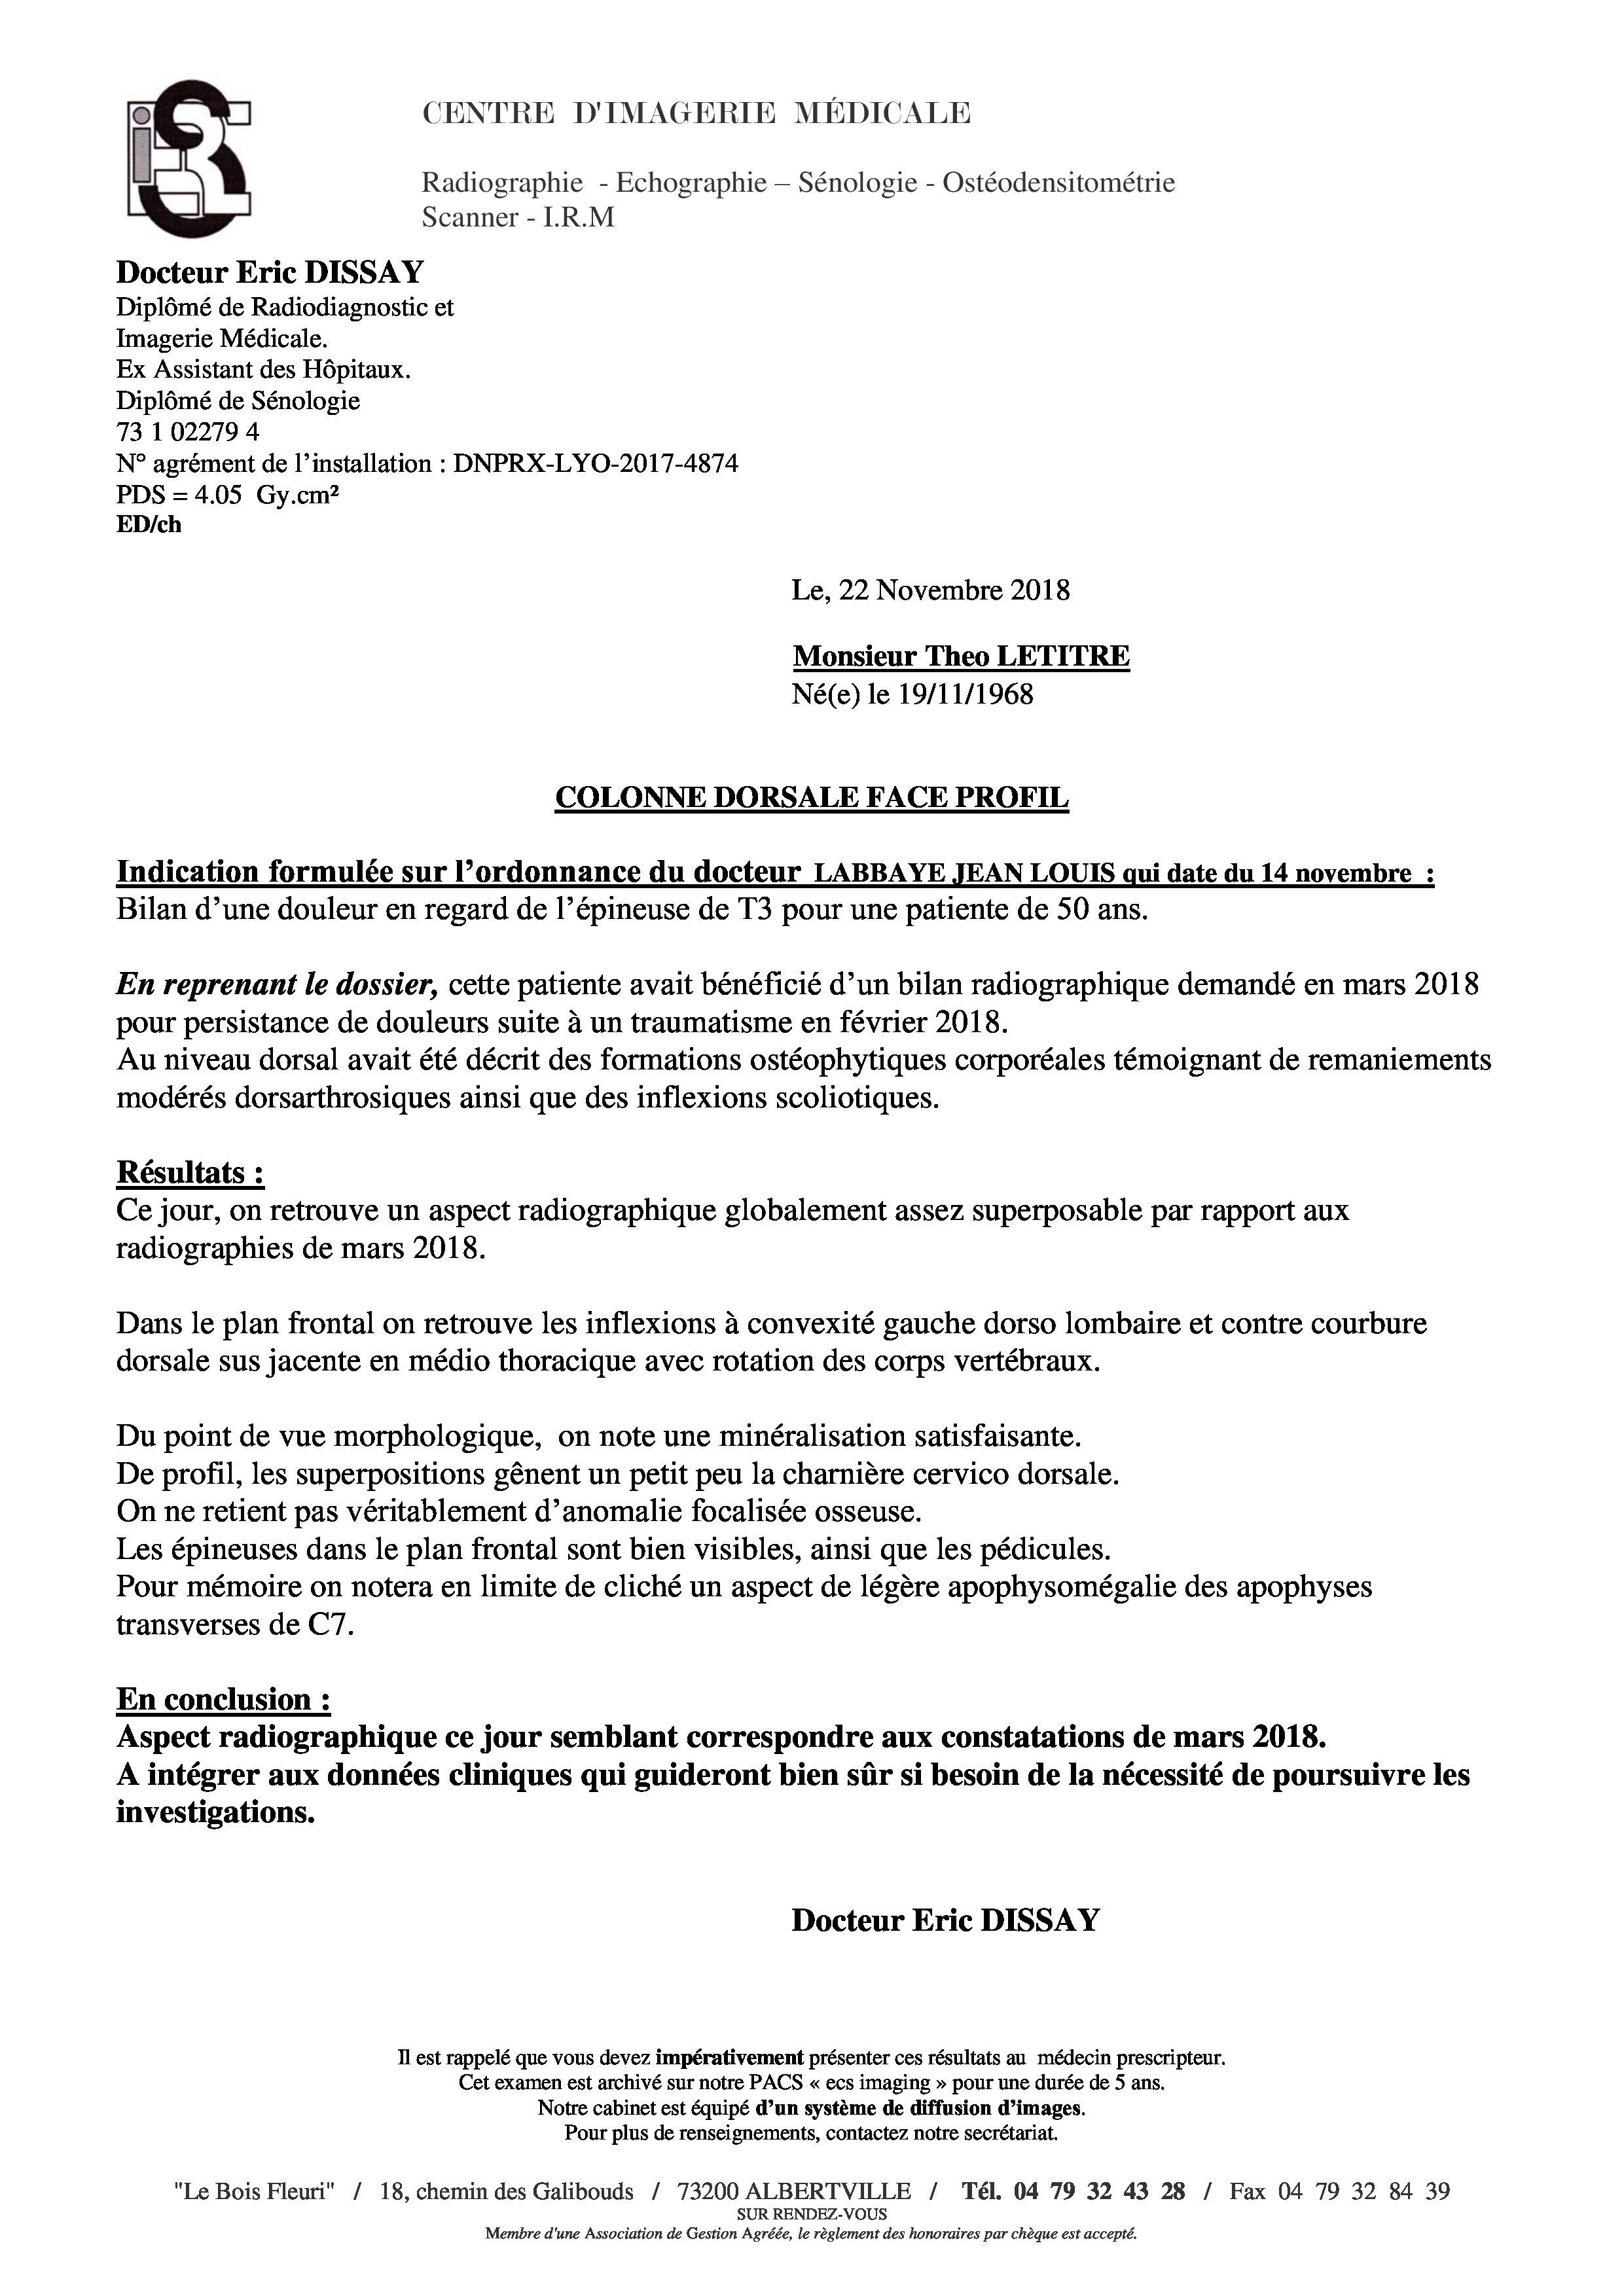 CENTRE D'IMAGERIE MÉDICALE
Radiographie - Echographie – Sénologie - Ostéodensitométrie
Scanner - I.R.M
Docteur Eric DISSAY
Diplômé de Radiodiagnostic et
Imagerie Médicale.
Ex Assistant des Hôpitaux.
Diplômé de Sénologie
73 1 02279 4
N° agrément de l’installation : DNPRX-LYO-2017-4874
PDS = 4.05 Gy.cm²
ED/ch
Le, 22 Novembre 2018
Monsieur Theo LETITRE
Né(e) le 19/11/1968
COLONNE DORSALE FACE PROFIL
Indication formulée sur l’ordonnance du docteur LABBAYE JEAN LOUIS qui date du 14 novembre :
Bilan d’une douleur en regard de l’épineuse de T3 pour une patiente de 50 ans.
En reprenant le dossier, cette patiente avait bénéficié d’un bilan radiographique demandé en mars 2018
pour persistance de douleurs suite à un traumatisme en février 2018.
Au niveau dorsal avait été décrit des formations ostéophytiques corporéales témoignant de remaniements
modérés dorsarthrosiques ainsi que des inflexions scoliotiques.
Résultats :
Ce jour, on retrouve un aspect radiographique globalement assez superposable par rapport aux
radiographies de mars 2018.
Dans le plan frontal on retrouve les inflexions à convexité gauche dorso lombaire et contre courbure
dorsale sus jacente en médio thoracique avec rotation des corps vertébraux.
Du point de vue morphologique, on note une minéralisation satisfaisante.
De profil, les superpositions gênent un petit peu la charnière cervico dorsale.
On ne retient pas véritablement d’anomalie focalisée osseuse.
Les épineuses dans le plan frontal sont bien visibles, ainsi que les pédicules.
Pour mémoire on notera en limite de cliché un aspect de légère apophysomégalie des apophyses
transverses de C7.
En conclusion :
Aspect radiographique ce jour semblant correspondre aux constatations de mars 2018.
A intégrer aux données cliniques qui guideront bien sûr si besoin de la nécessité de poursuivre les
investigations.
Docteur Eric DISSAY
Il est rappelé que vous devez impérativement présenter ces résultats au médecin prescripteur.
Cet examen est archivé sur notre PACS « ecs imaging » pour une durée de 5 ans.
Notre cabinet est équipé d’un système de diffusion d’images.
Pour plus de renseignements, contactez notre secrétariat.
"Le Bois Fleuri" / 18, chemin des Galibouds / 73200 ALBERTVILLE / Tél. 04 79 32 43 28 / Fax 04 79 32 84 39
SUR RENDEZ-VOUS
Membre d'une Association de Gestion Agréée, le règlement des honoraires par chèque est accepté.